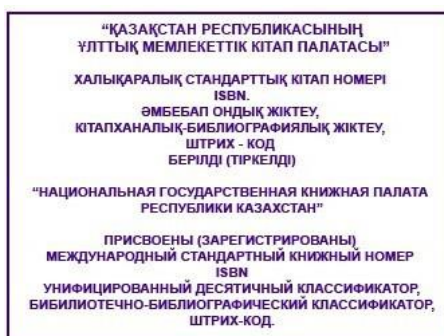 “ҚАЗАҚСТАН РЕСПУБЛИКАСЫНЫҢ
ҰЛТТЫҚ МЕМЛЕКЕТТІК КІТАП ПАЛАТАСЫ”
ХАЛЫҚАРАЛЫҚ СТАНДАРТТЫҚ КІТАП НОМЕРІ
ISBN.
ӘМБЕБАП ОНДЫҚ ЖІКТЕУ,
КІТАПХАНАЛЫҚ-БИБЛИОГРАФИЯЛЫҚ ЖІКТЕУ,
ШТРИХ - КОД
БЕРІЛДІ (ТІРКЕЛДІ)
“НАЦИОНАЛЬНАЯ ГОСУДАРСТВЕННАЯ КНИЖНАЯ ПАЛАТА
РЕСПУБЛИКИ КАЗАХСТАН”
ПРИСВОЕНЫ (ЗАРЕГИСТРИРОВАНЫ)
МЕЖДУНАРОДНЫЙ СТАНДАРТНЫЙ КНИЖНЫЙ НОМЕР
ISBN
УНИФИЦИРОВАННЫЙ ДЕСЯТИЧНЫЙ КЛАССИФИКАТОР,
БИБИЛИОТЕЧНО-БИБЛИОГРАФИЧЕСКИЙ КЛАССИФИКАТОР,
ШТРИХ-КОД.